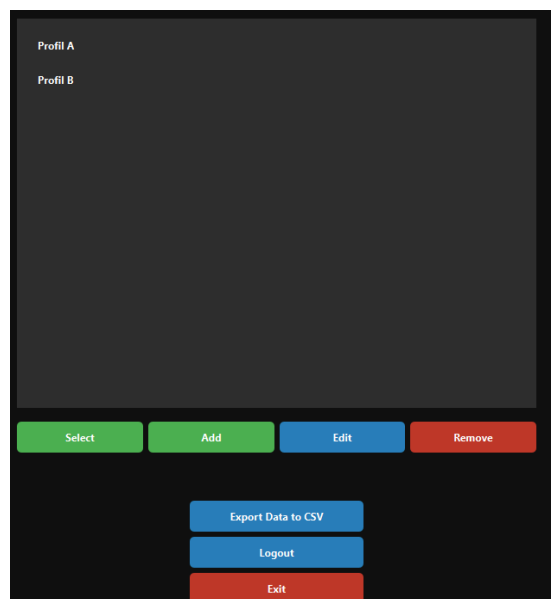 Profil A
Profil B
Select Add Edit Remove
Export Data to CSV
Logout
Exit